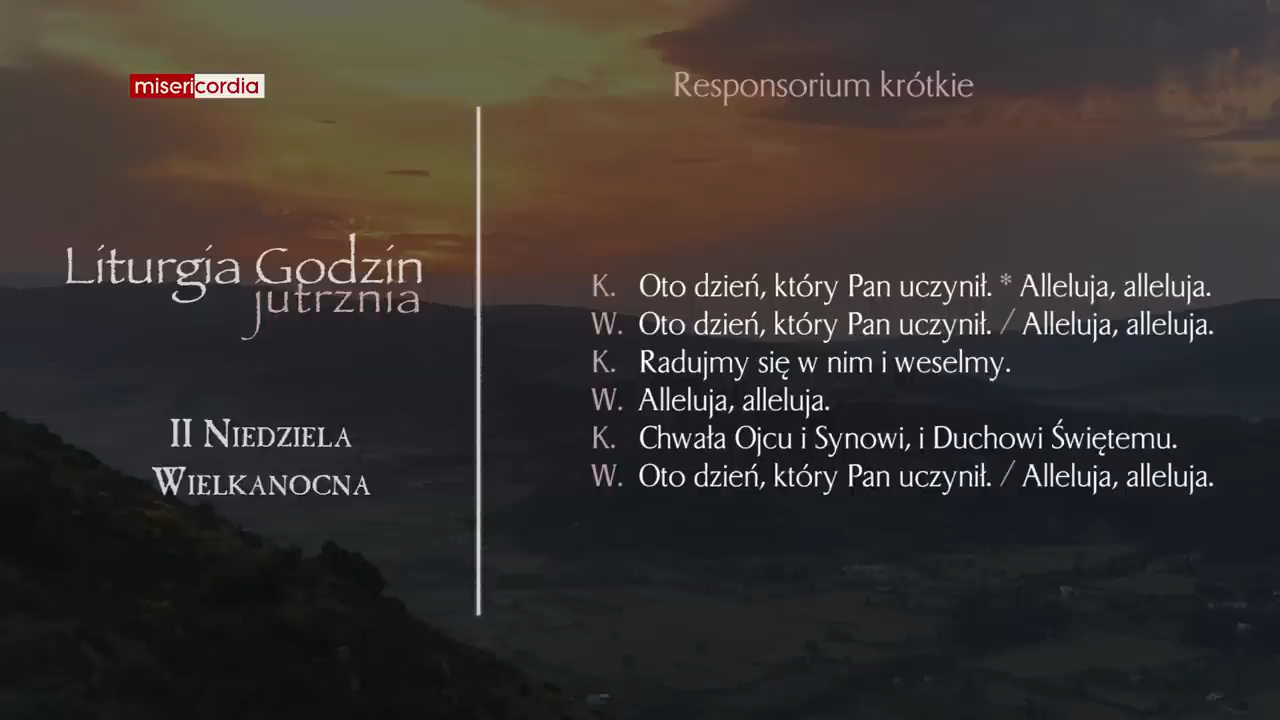 misericordia
Responsorium krótkie
Liturgia Godzin
jutrznia
II Niedziela
Wielkanocna
K. Oto dzień, który Pan uczynił. * Alleluja, alleluja.
W. Oto dzień, który Pan uczynił. / Alleluja, alleluja.
K. Radujmy się w nim i weselmy.
W. Alleluja, alleluja.
K. Chwała Ojcu i Synowi, i Duchowi Świętemu.
W. Oto dzień, który Pan uczynił. / Alleluja, alleluja.